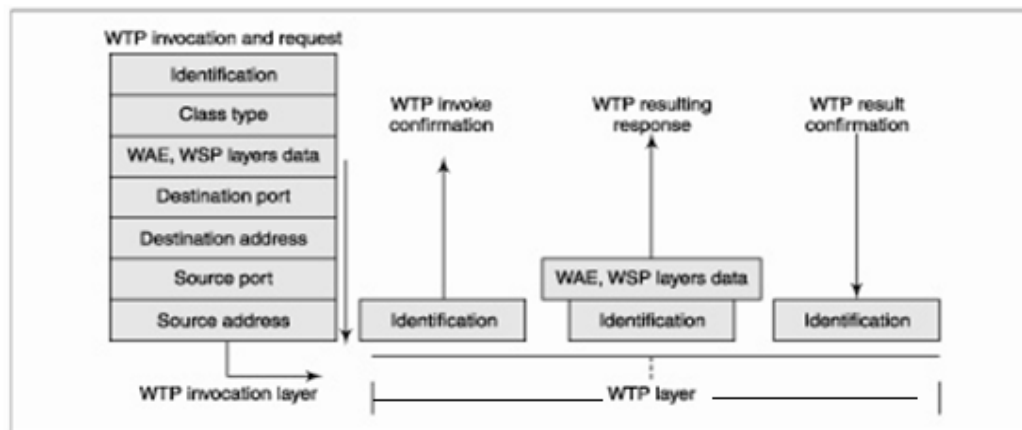 WTP invocation and request
Identification
Class type
WAE, WSP layers data
Destination port
Destination address
Source port
Source address
WTP invocation layer
WTP invoke
confirmation
Identification
WTP resulting
response
WAE, WSP layers data
Identification
WTP result
confirmation
Identification
WTP layer